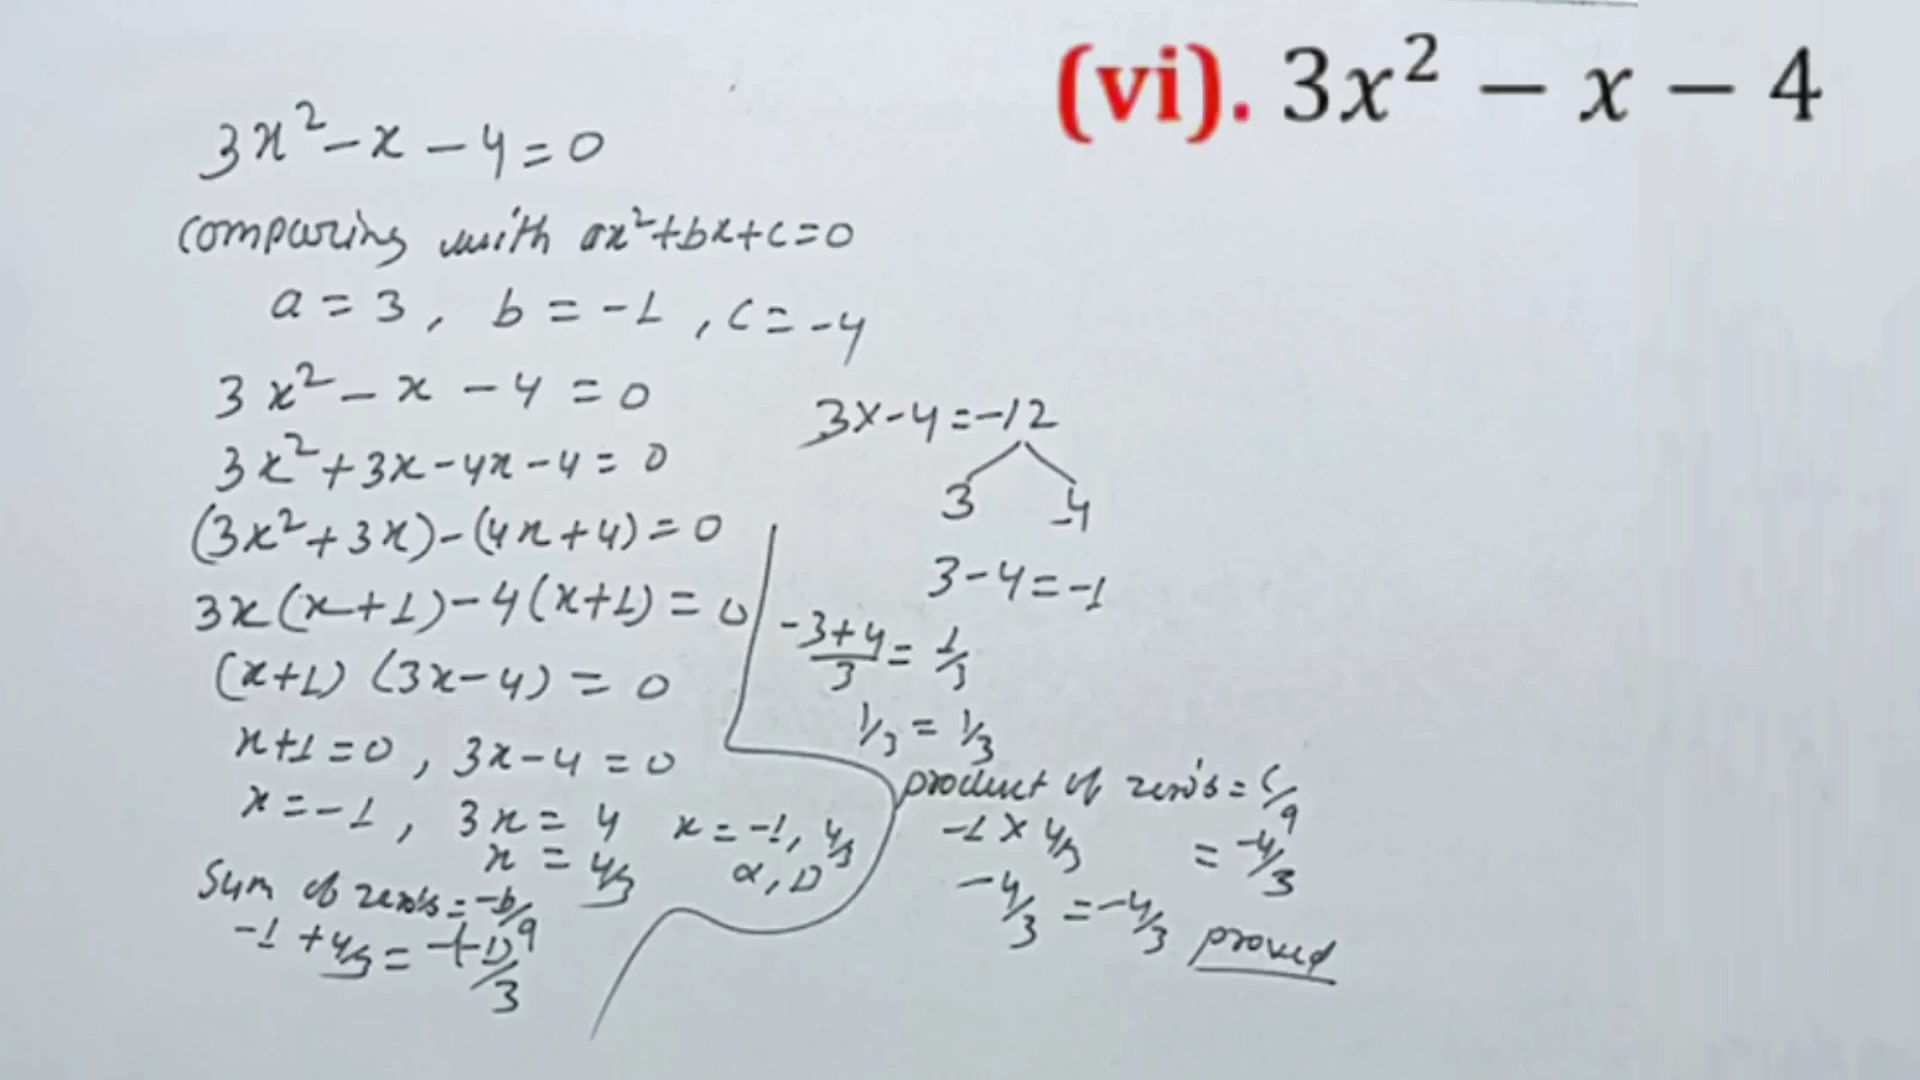 (vi). 3x² − x − 4
3x² - x - 4 = 0
comparing with ax²+bx+c=0
a = 3, b = -1, c = -4
3x² - x - 4 = 0
3x²+3x-4x-4 = 0
(3x²+3x)-(4x+4) = 0
3x(x+1)-4(x+1) = 0
(x+1) (3x-4) = 0
x+1=0, 3x-4 = 0
x = -1, 3x = 4
x = 4/3
x = -1, 4/3
Sum of zero's = -b/a
-1 + 4/3 = -(-1)/3
3x-4=-12
3 -4
3-4=-1
-3+4/3 = 1/3
1/3 = 1/3
product of zero's = c/a
-1 x 4/3 = -4/3
-4/3 = -4/3 proved